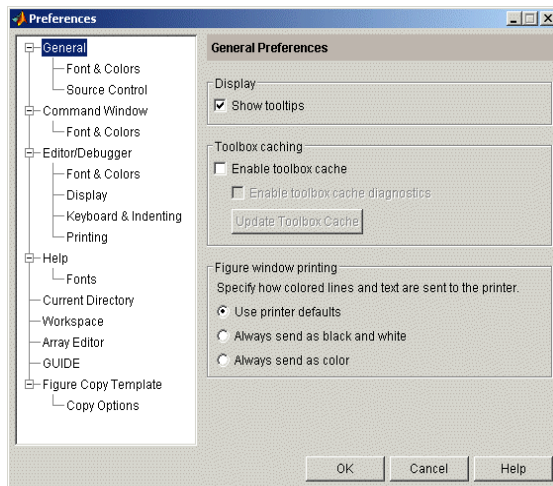 Preferences
General
Font & Colors
Source Control
Command Window
Font & Colors
Editor/Debugger
Font & Colors
Display
Keyboard & Indenting
Printing
Help
Fonts
Current Directory
Workspace
Array Editor
GUIDE
Figure Copy Template
Copy Options
General Preferences
Display
Show tooltips
Toolbox caching
Enable toolbox cache
Enable toolbox cache diagnostics
Update Toolbox Cache
Figure window printing
Specify how colored lines and text are sent to the printer.
Use printer defaults
Always send as black and white
Always send as color
OK
Cancel
Help